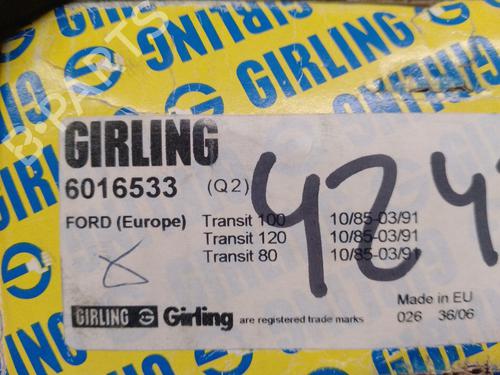 GIRLING
GIRLING
6016533 (Q2)
FORD (Europe) Transit 100 10/85-03/91
Transit 120 10/85-03/91
Transit 80 10/85-03/91
Made in EU
GIRLING G Girling are registered trade marks 026 36/06
B-PARTS